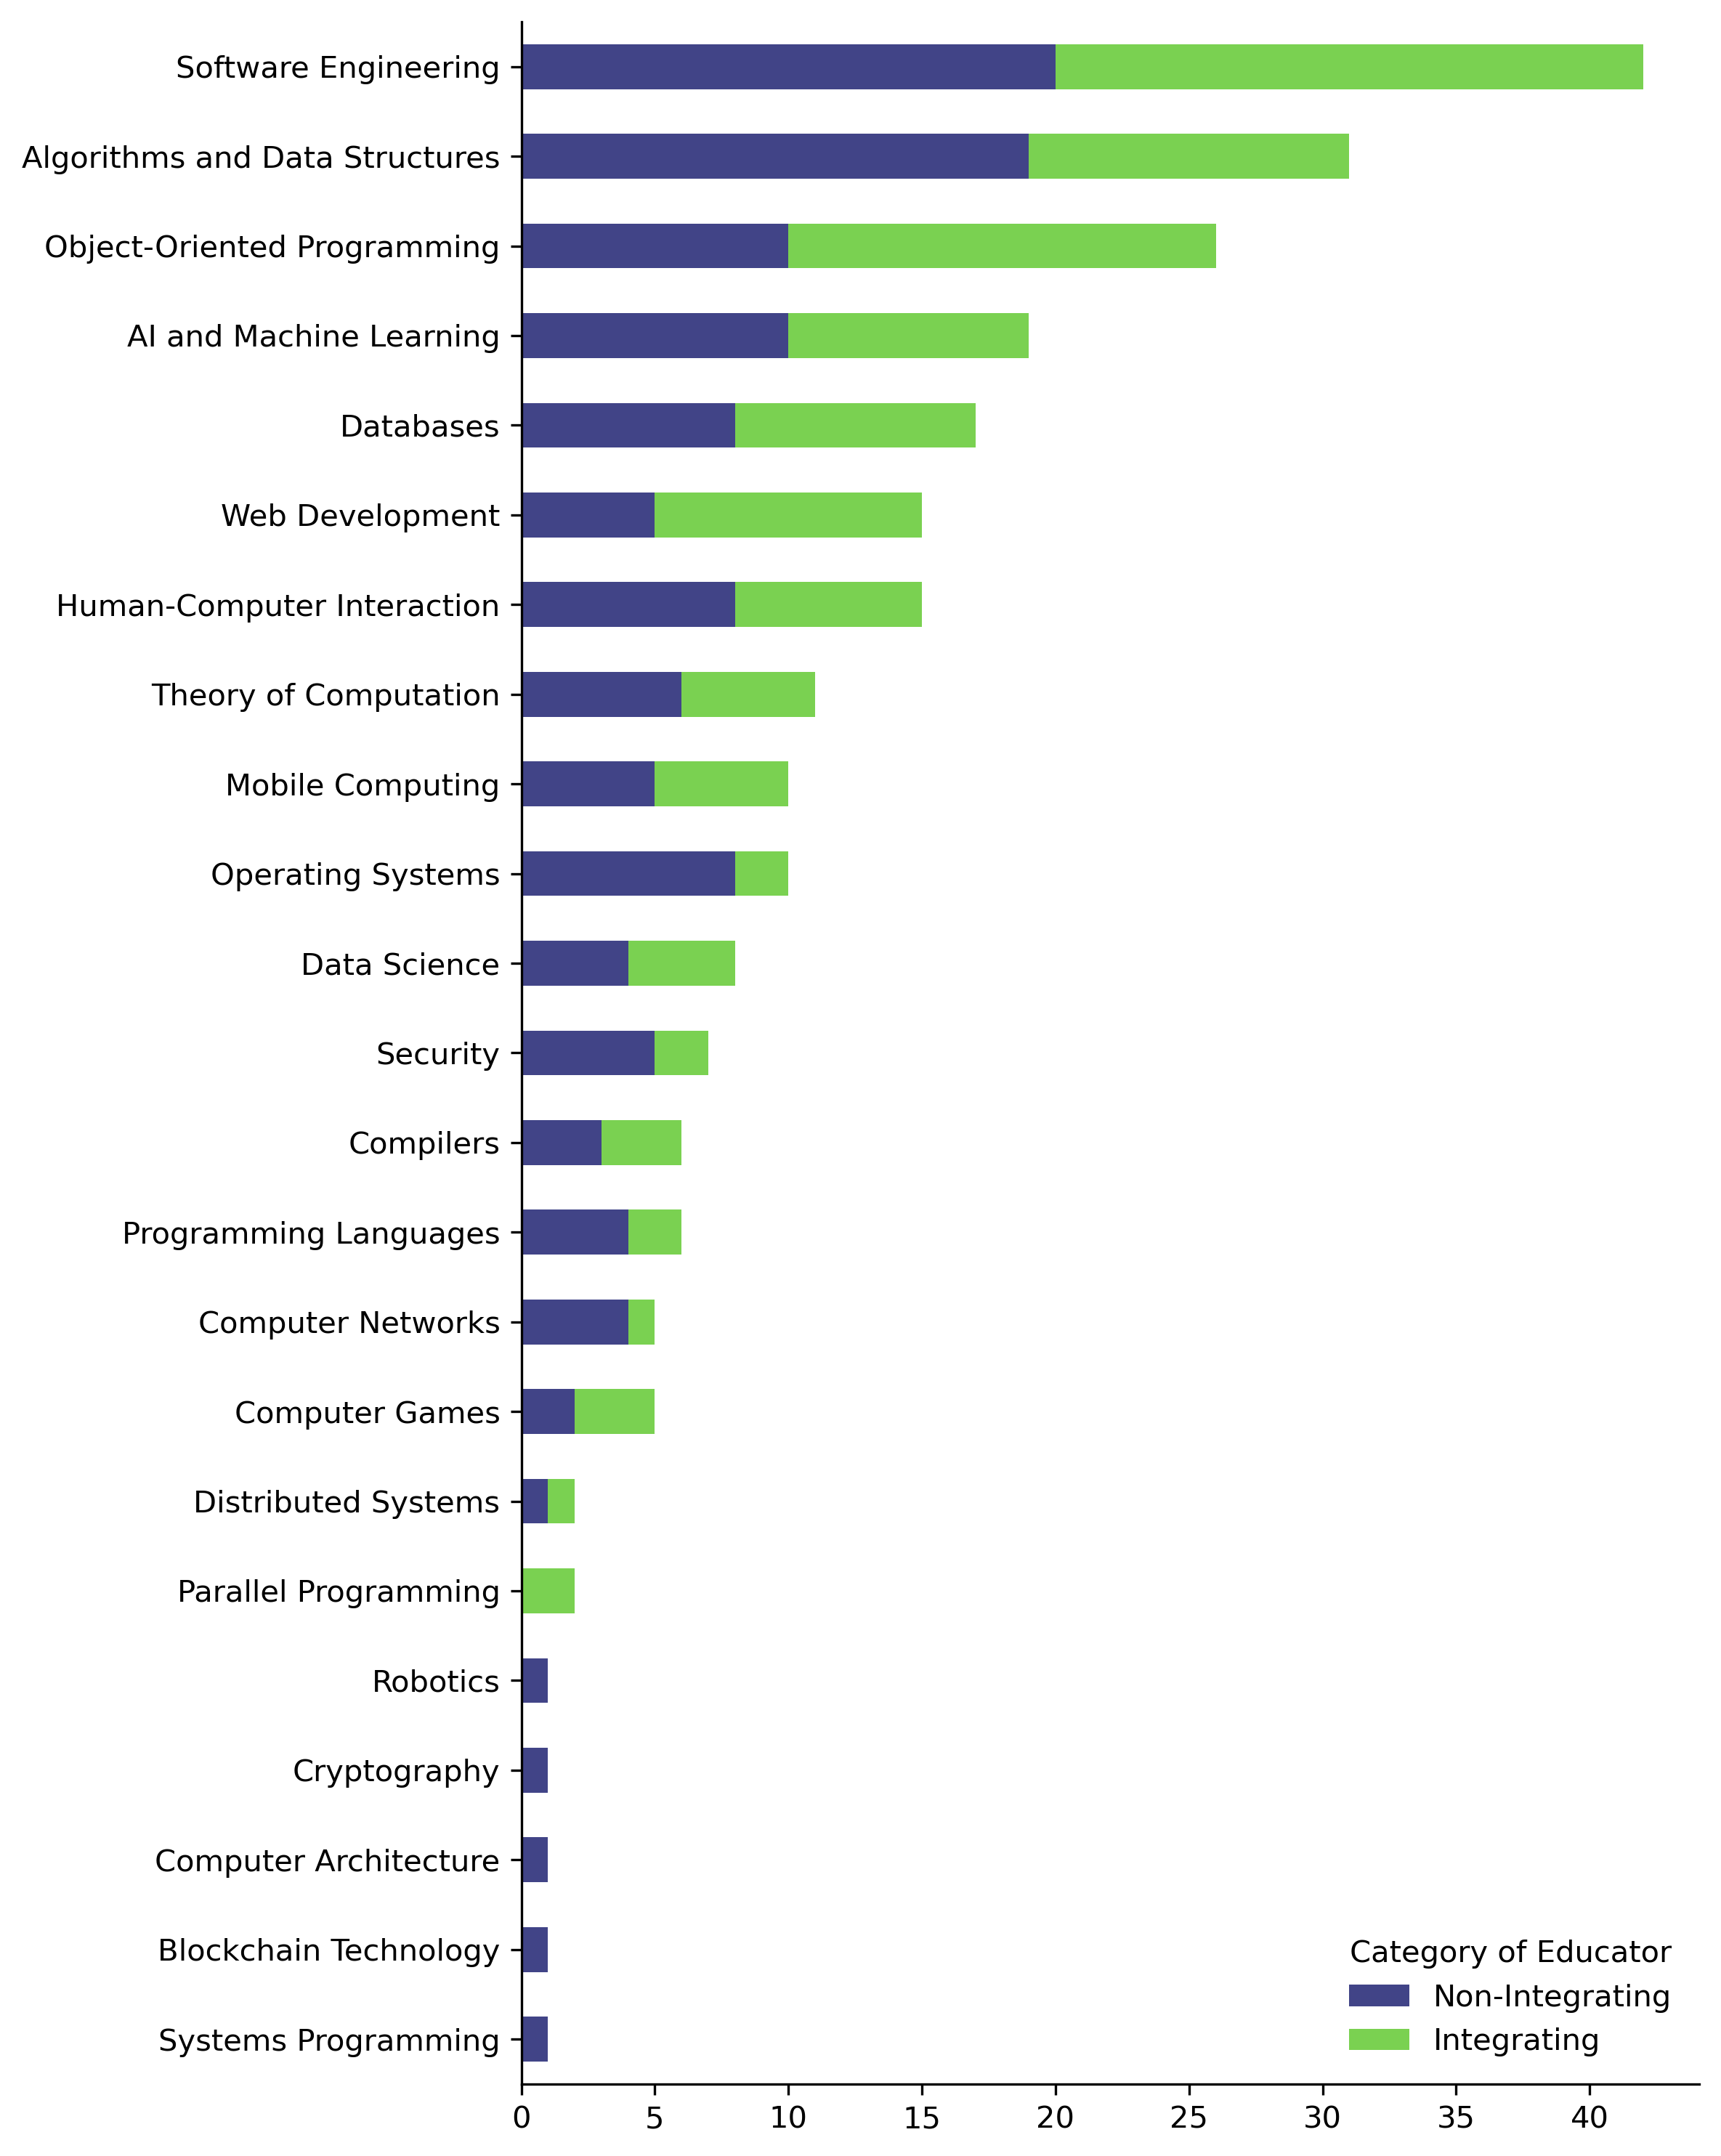 Software Engineering
Algorithms and Data Structures
Object-Oriented Programming
AI and Machine Learning
Databases
Web Development
Human-Computer Interaction
Theory of Computation
Mobile Computing
Operating Systems
Data Science
Security
Compilers
Programming Languages
Computer Networks
Computer Games
Distributed Systems
Parallel Programming
Robotics
Cryptography
Computer Architecture
Blockchain Technology
Systems Programming
Category of Educator
Non-Integrating
Integrating
0 5 10 15 20 25 30 35 40